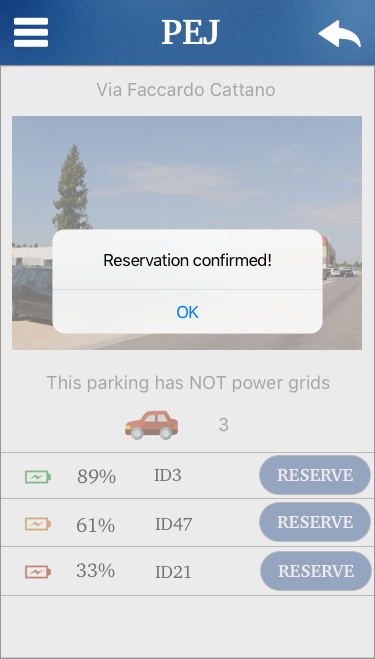 PEJ
Via Faccardo Cattano
Reservation confirmed!
OK
This parking has NOT power grids
3
89% ID3 RESERVE
61% ID47 RESERVE
33% ID21 RESERVE